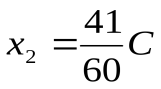 x₂ = 41/60 C